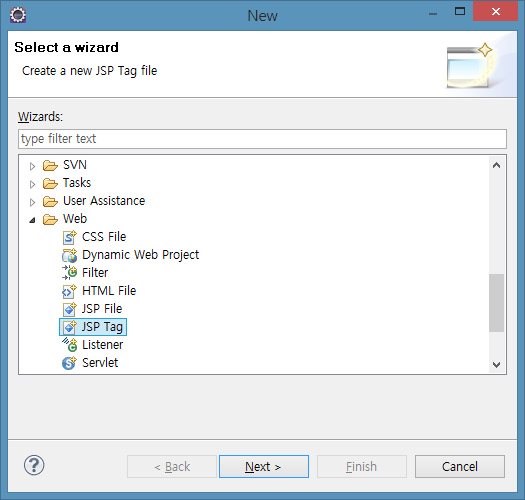 New
Select a wizard
Create a new JSP Tag file
Wizards:
type filter text
SVN
Tasks
User Assistance
Web
CSS File
Dynamic Web Project
Filter
HTML File
JSP File
JSP Tag
Listener
Servlet
? < Back Next > Finish Cancel